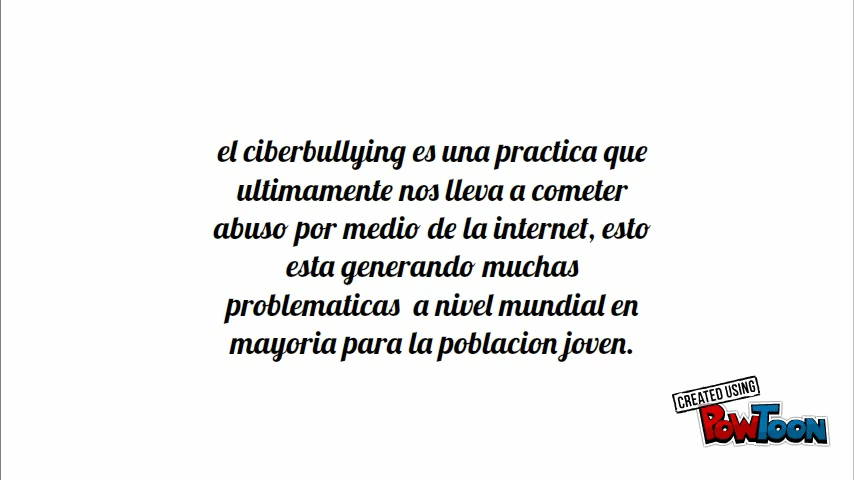 el ciberbullying es una practica que
ultimamente nos lleva a cometer
abuso por medio de la internet, esto
esta generando muchas
problematicas  a nivel mundial en
mayoria para la poblacion joven.
CREATED USING
POWTOON